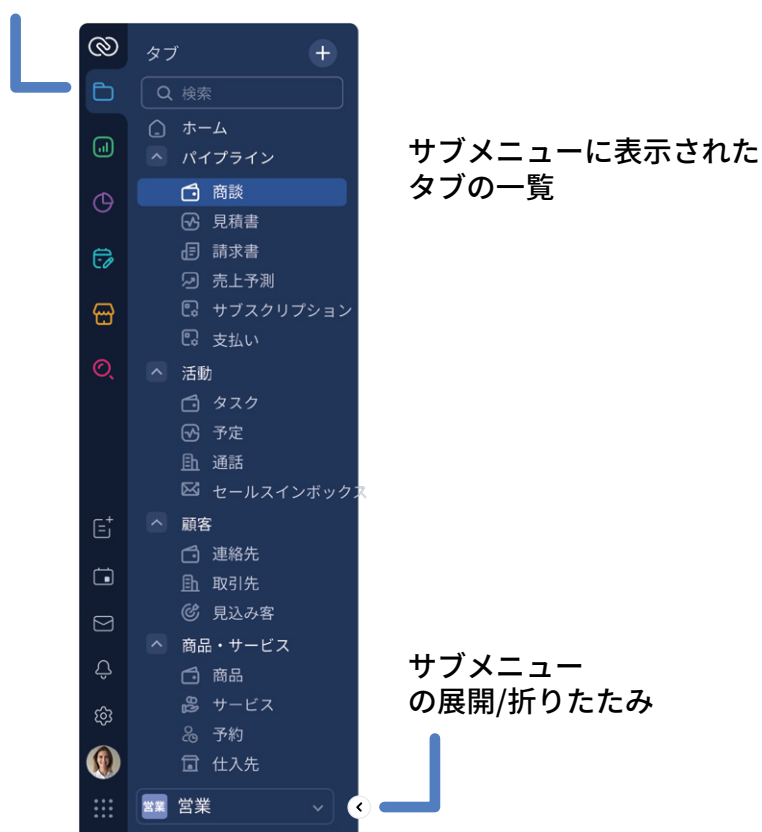 タブ
検索
ホーム
パイプライン
商談
見積書
請求書
売上予測
サブスクリプション
支払い
活動
タスク
予定
通話
セールスインボックス
顧客
連絡先
取引先
見込み客
商品・サービス
商品
サービス
予約
仕入先
営業 営業
サブメニューに表示された
タブの一覧
サブメニュー
の展開/折りたたみ